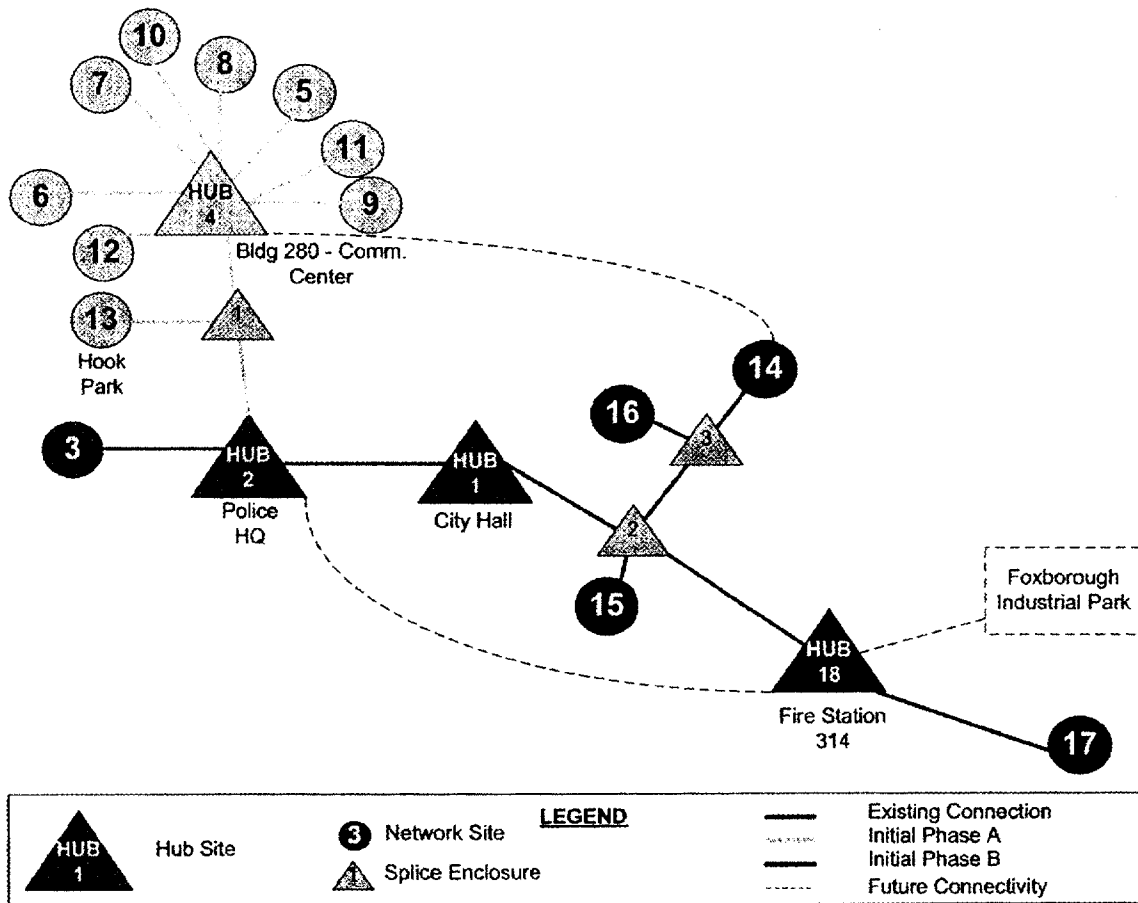 10
8
7
5
11
6
HUB
4
9
12
Bldg 280 - Comm.
Center
13
1
Hook
Park
14
16
3
3
HUB
2
HUB
1
Police
HQ
City Hall
2
15
Foxborough
Industrial Park
HUB
18
Fire Station
314
17
LEGEND
HUB
1
Hub Site
3 Network Site
1 Splice Enclosure
Existing Connection
Initial Phase A
Initial Phase B
Future Connectivity